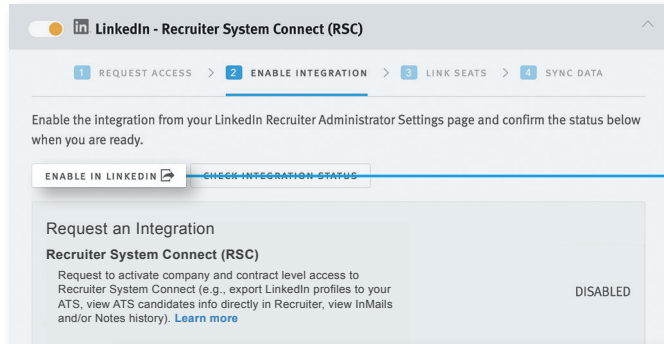 in LinkedIn - Recruiter System Connect (RSC)
1 REQUEST ACCESS > 2 ENABLE INTEGRATION > 3 LINK SEATS > 4 SYNC DATA
Enable the integration from your LinkedIn Recruiter Administrator Settings page and confirm the status below
when you are ready.
ENABLE IN LINKEDIN CHECK INTEGRATION STATUS
Request an Integration
Recruiter System Connect (RSC)
Request to activate company and contract level access to
Recruiter System Connect (e.g., export LinkedIn profiles to your
ATS, view ATS candidates info directly in Recruiter, view InMails
and/or Notes history). Learn more
DISABLED